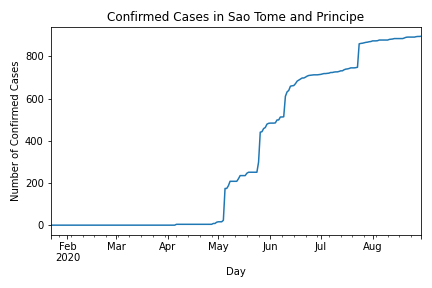 Confirmed Cases in Sao Tome and Principe
Number of Confirmed Cases
800
600
400
200
0
Feb Mar Apr May Jun Jul Aug
2020
Day